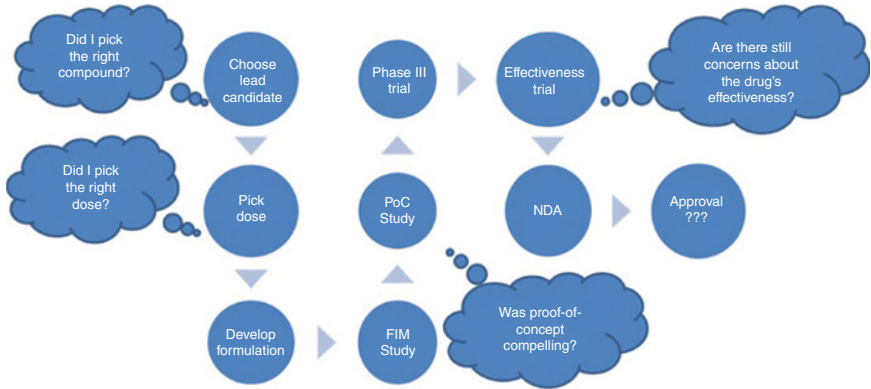 Did I pick
the right
compound?
Choose
lead
candidate
Phase III
trial
Effectiveness
trial
Are there still
concerns about
the drug's
effectiveness?
Did I pick
the right
dose?
Pick
dose
PoC
Study
NDA
Approval
???
Develop
formulation
FIM
Study
Was proof-of-
concept
compelling?